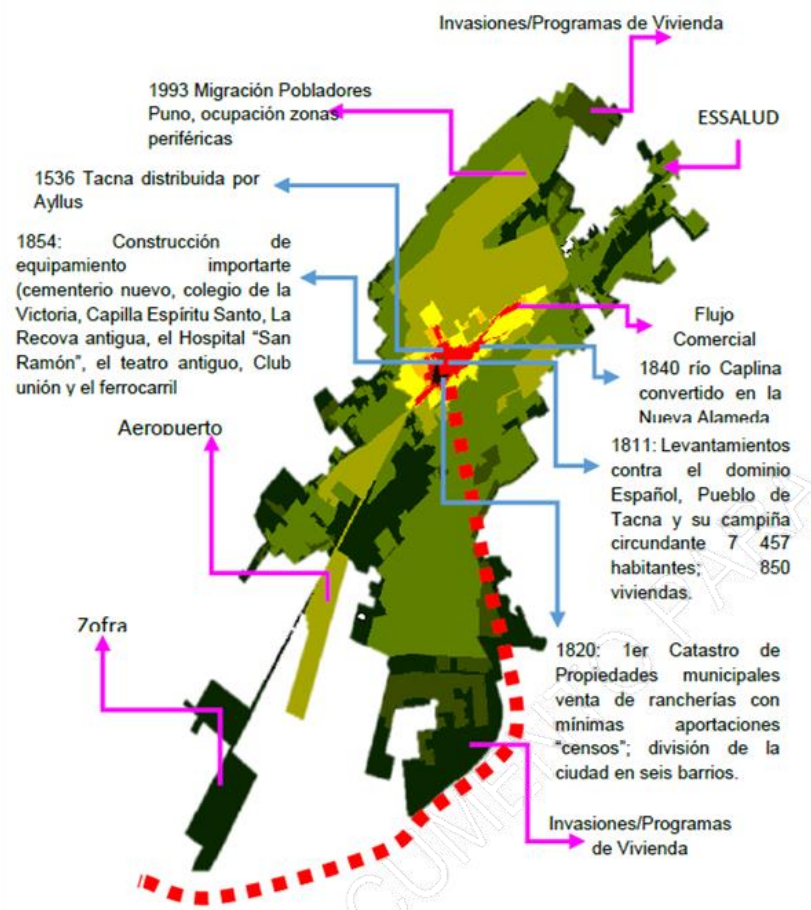 Invasiones/Programas de Vivienda
1993 Migración Pobladores
Puno, ocupación zonas
periféricas
ESSALUD
1536 Tacna distribuida por
Ayllus
1854: Construcción de
equipamiento importarte
(cementerio nuevo, colegio de la
Victoria, Capilla Espíritu Santo, La
Recova antigua, el Hospital “San
Ramón”, el teatro antiguo, Club
unión y el ferrocarril
Flujo
Comercial
1840 río Caplina
convertido en la
Nueva Alameda
Aeropuerto
1811: Levantamientos
contra el dominio
Español, Pueblo de
Tacna y su campiña
circundante 7 457
habitantes; 850
viviendas.
Zofra
1820: 1er Catastro de
Propiedades municipales
venta de rancherías con
mínimas aportaciones
“censos”; división de la
ciudad en seis barrios.
Invasiones/Programas
de Vivienda
CUMENTO PARA